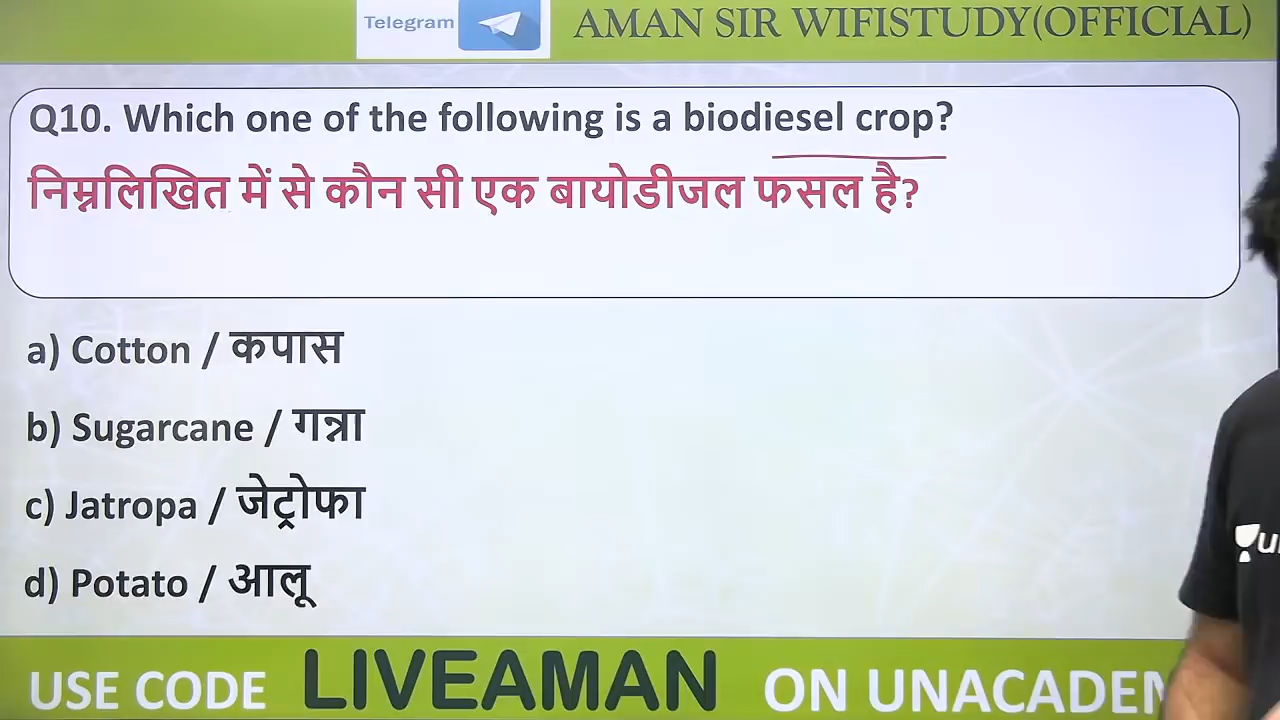 Telegram
AMAN SIR WIFISTUDY(OFFICIAL)
Q10. Which one of the following is a biodiesel crop?
निम्नलिखित में से कौन सी एक बायोडीजल फसल है?
a) Cotton / कपास
b) Sugarcane / गन्ना
c) Jatropa / जेट्रोफा
d) Potato / आलू
USE CODE LIVEAMAN ON UNACADEM